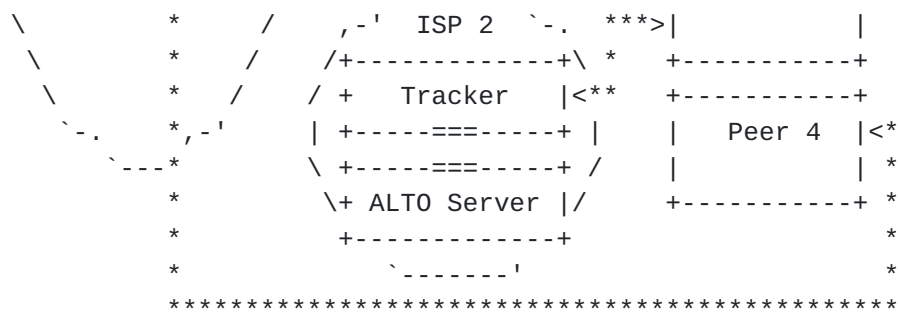 \         *     /    ,-'  ISP 2  `-.  ***>|           |
 \        *    /    /+-------------+\  *   +-----------+
  \       *   /    / +   Tracker   |<**   +-----------+
   `-.    *,-'    |  +-----===-----+ |    |   Peer 4  |<*
      `---*        \ +-----===-----+ /    |           | *
          *         \+ ALTO Server |/     +-----------+ *
          *          +-------------+                    *
          *             `-------'                       *
          ***********************************************